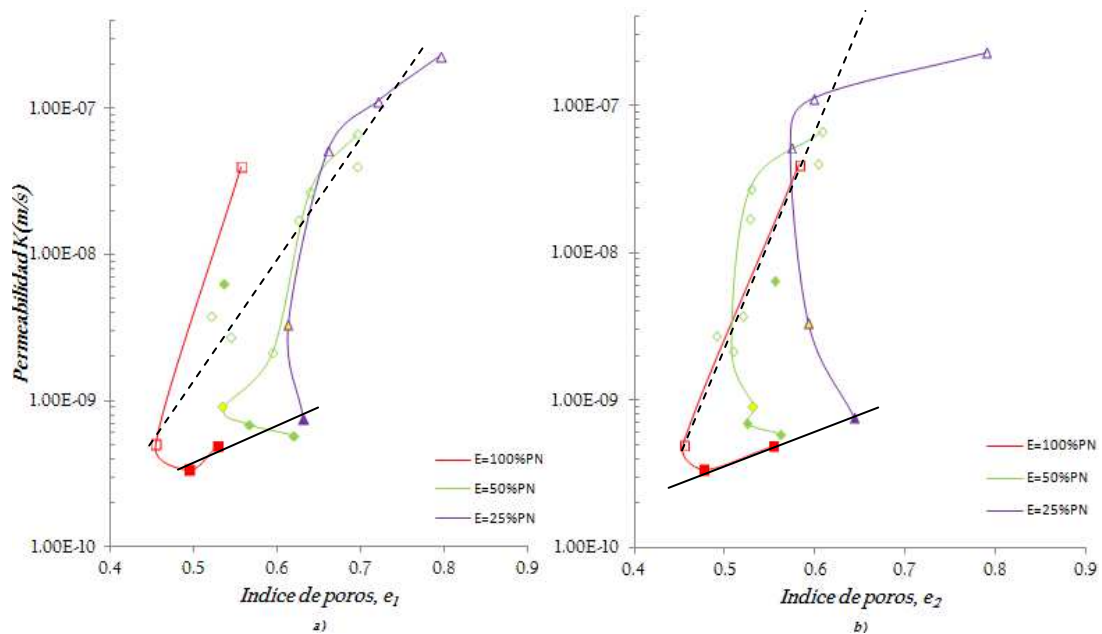 Permeabilidad K(m/s)
1.00E-07
1.00E-08
1.00E-09
1.00E-10
0.4 0.5 0.6 0.7 0.8 0.9
E=100%PN
E=50%PN
E=25%PN
Indice de poros, e1
a)
1.00E-07
1.00E-08
1.00E-09
1.00E-10
0.4 0.5 0.6 0.7 0.8 0.9
E=100%PN
E=50%PN
E=25%PN
Indice de poros, e2
b)